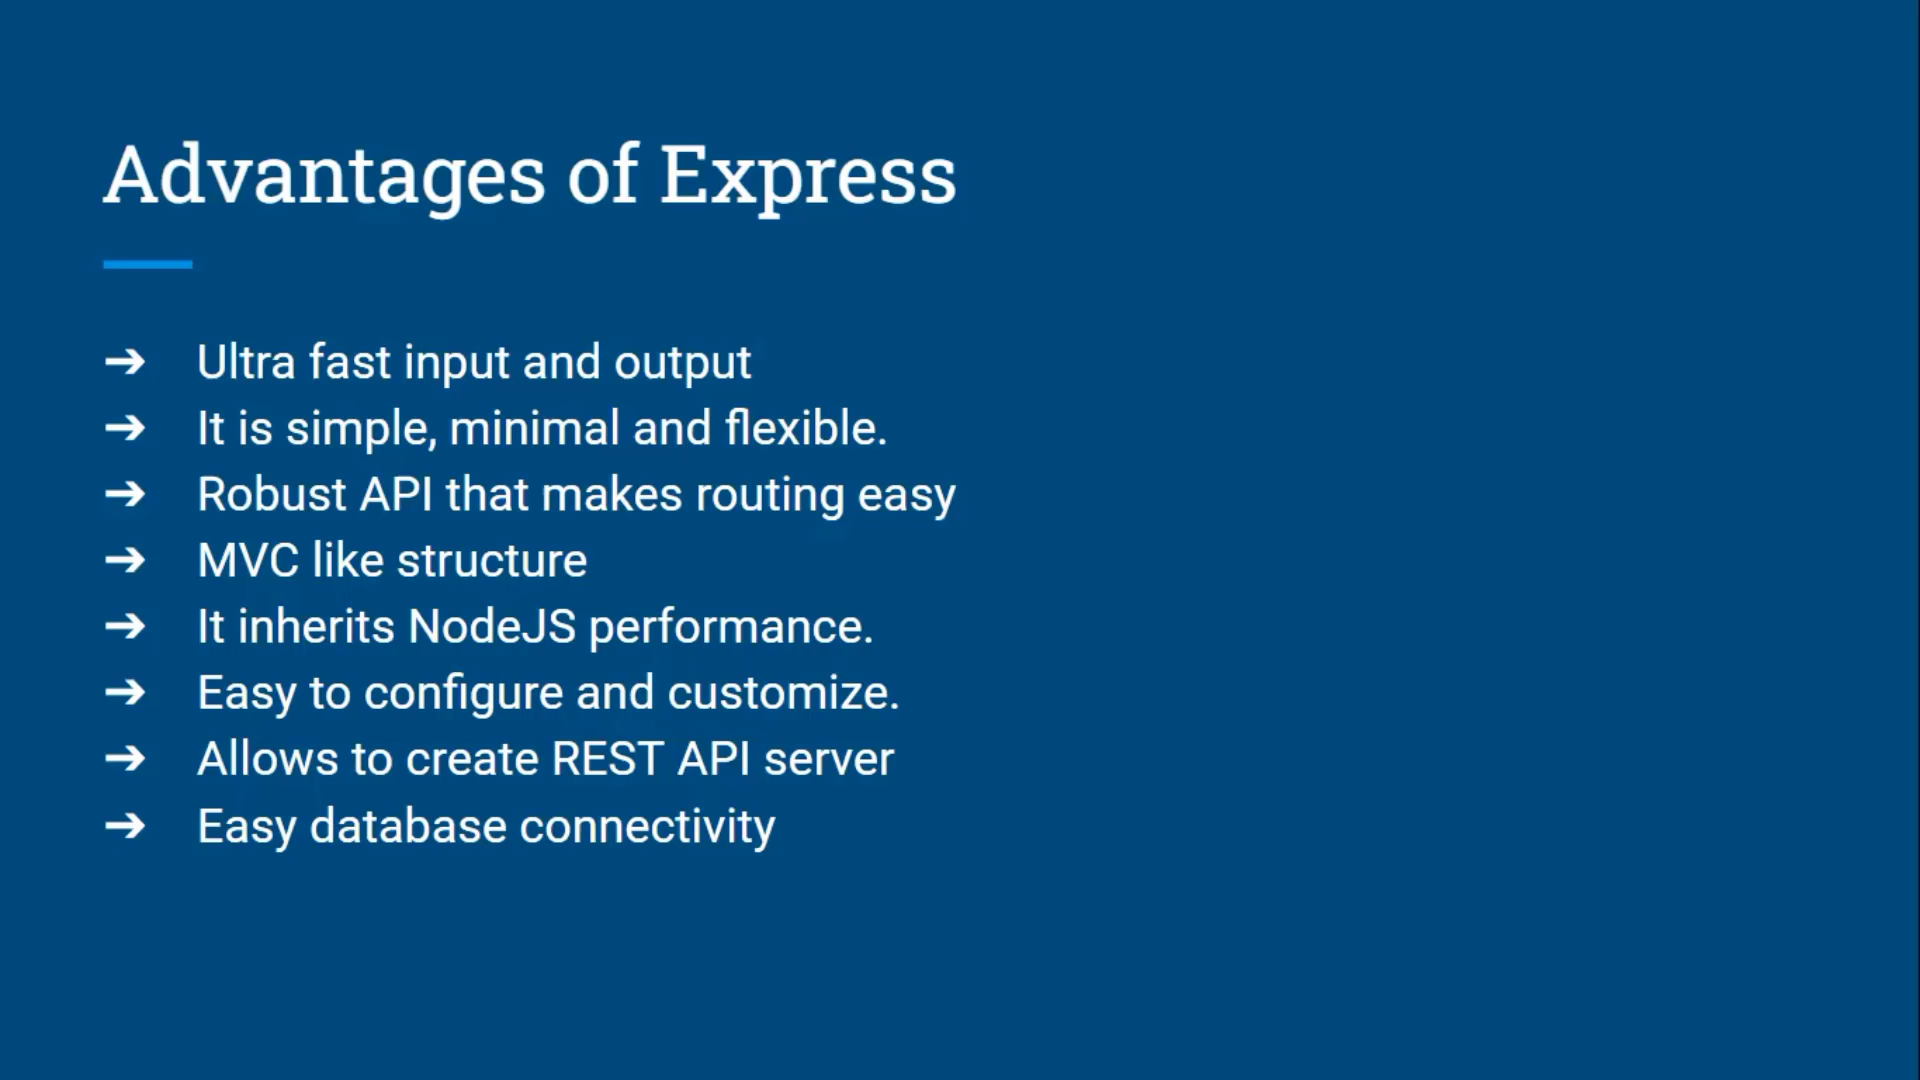 Advantages of Express
➔ Ultra fast input and output
➔ It is simple, minimal and flexible.
➔ Robust API that makes routing easy
➔ MVC like structure
➔ It inherits NodeJS performance.
➔ Easy to configure and customize.
➔ Allows to create REST API server
➔ Easy database connectivity